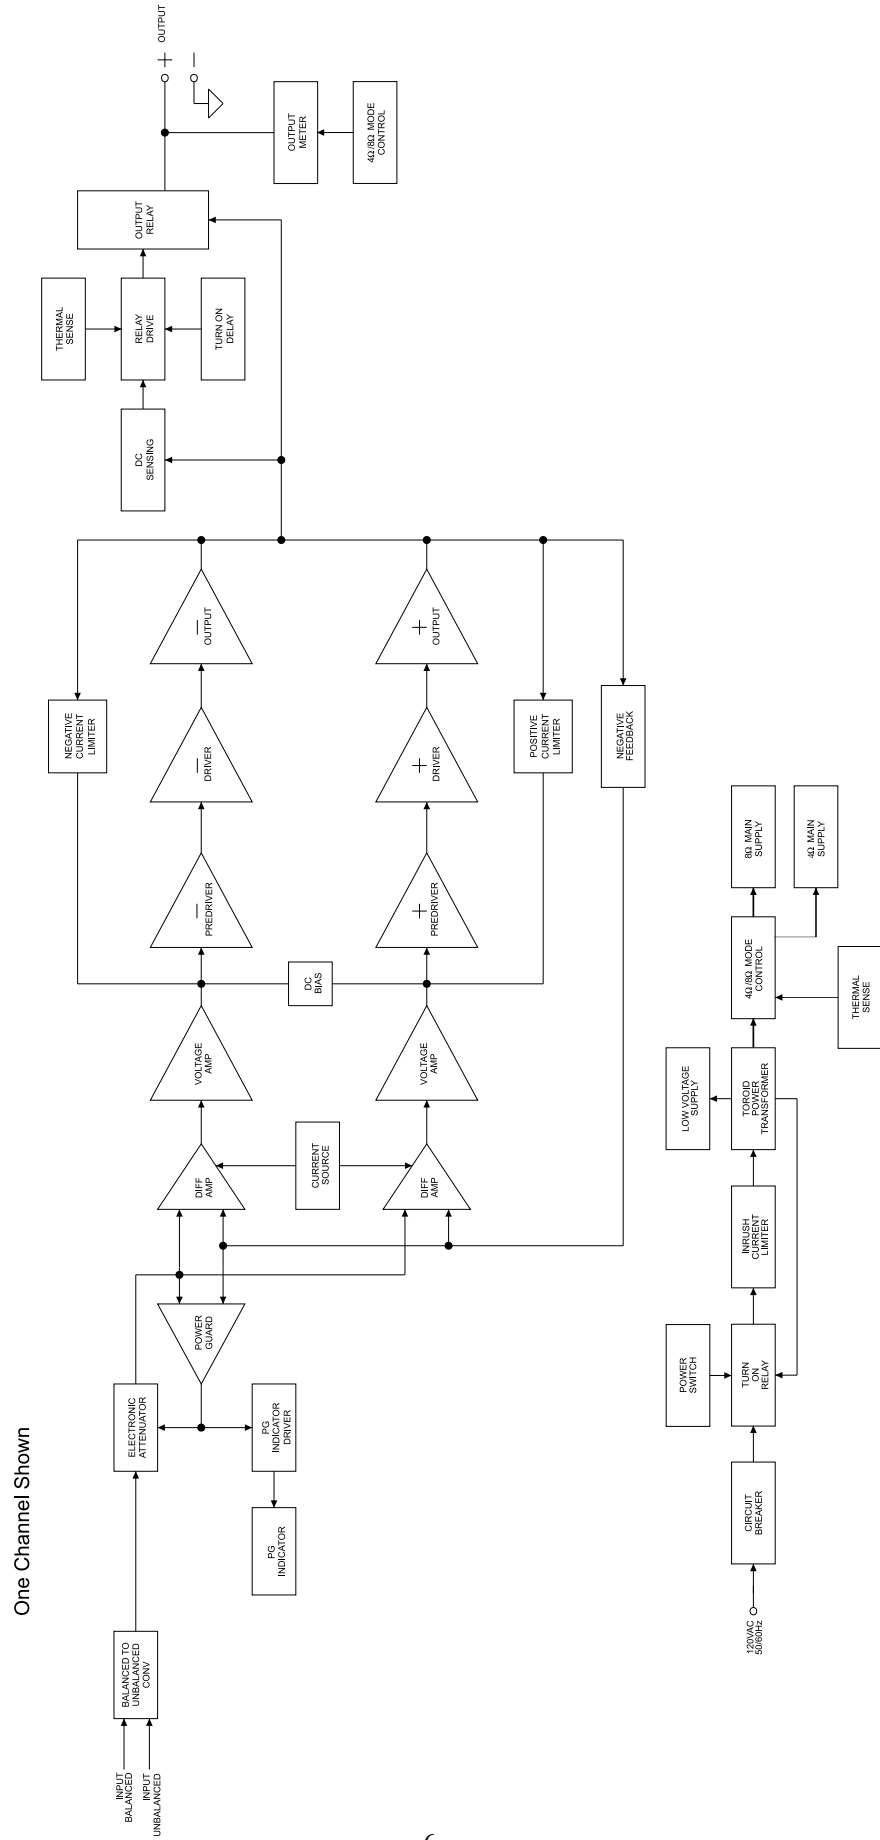 One Channel Shown
INPUT
BALANCED
INPUT
UNBALANCED
BALANCED TO
UNBALANCED
CONV
ELECTRONIC
ATTENUATOR
POWER
GUARD
PG
INDICATOR
DRIVER
PG
INDICATOR
DIFF
AMP
CURRENT
SOURCE
DIFF
AMP
VOLTAGE
AMP
VOLTAGE
AMP
DC
BIAS
NEGATIVE
CURRENT
LIMITER
−
PREDRIVER
−
DRIVER
−
OUTPUT
+
PREDRIVER
+
DRIVER
+
OUTPUT
POSITIVE
CURRENT
LIMITER
NEGATIVE
FEEDBACK
DC
SENSING
THERMAL
SENSE
RELAY
DRIVE
TURN ON
DELAY
OUTPUT
RELAY
OUTPUT
METER
4Ω/8Ω MODE
CONTROL
OUTPUT
+
−
120VAC
50/60Hz
CIRCUIT
BREAKER
POWER
SWITCH
TURN
ON
RELAY
INRUSH
CURRENT
LIMITER
LOW VOLTAGE
SUPPLY
TOROID
POWER
TRANSFORMER
4Ω/8Ω MODE
CONTROL
THERMAL
SENSE
8Ω MAIN
SUPPLY
4Ω MAIN
SUPPLY